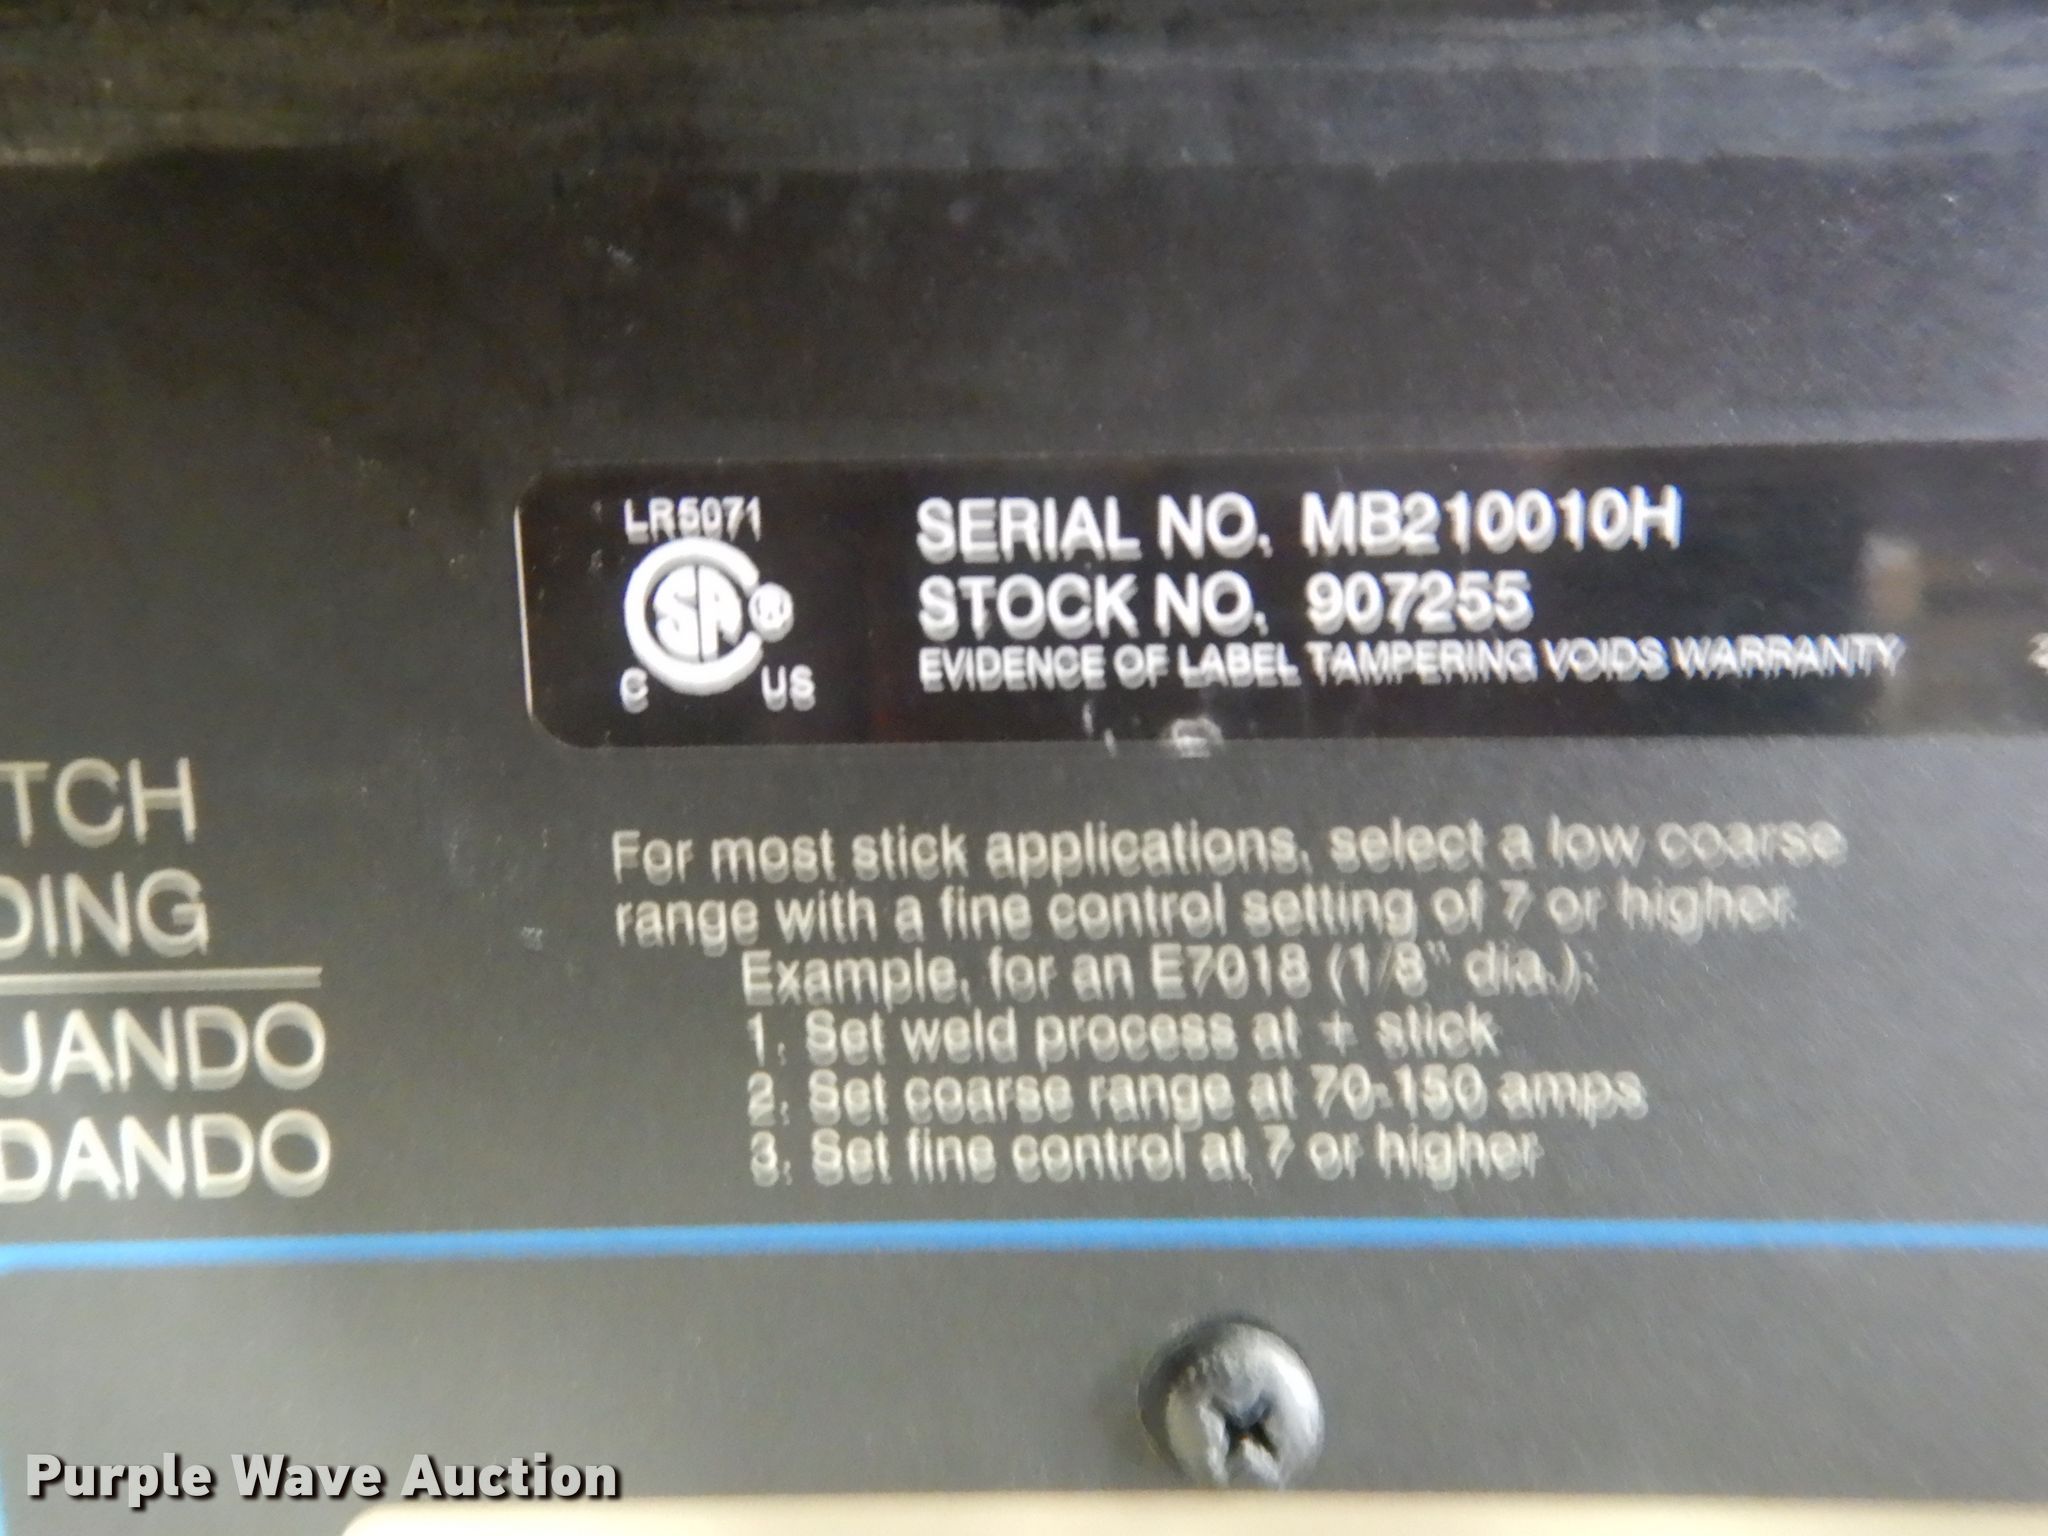 LR5071
CSA ®
C US
SERIAL NO. MB210010H
STOCK NO. 907255
EVIDENCE OF LABEL TAMPERING VOIDS WARRANTY
TCH
DING
UANDO
DANDO
For most stick applications, select a low coarse
range with a fine control setting of 7 or higher.
Example, for an E7018 (1/8" dia.):
1. Set weld process at + stick
2. Set coarse range at 70-150 amps
3. Set fine control at 7 or higher
Purple Wave Auction